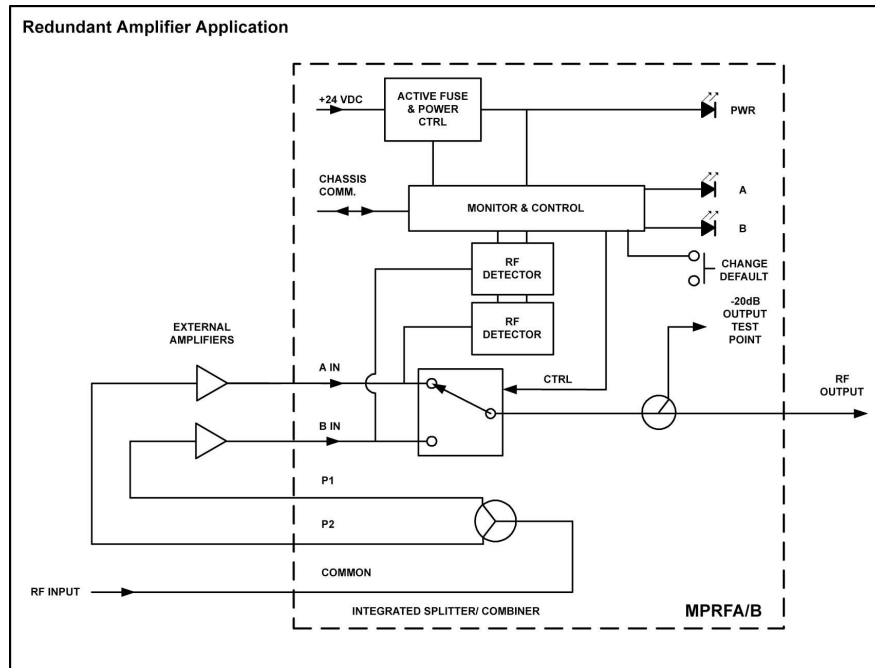 Redundant Amplifier Application
+24 VDC
ACTIVE FUSE
& POWER
CTRL
PWR
CHASSIS
COMM.
MONITOR & CONTROL
A
B
RF
DETECTOR
CHANGE
DEFAULT
RF
DETECTOR
-20dB
OUTPUT
TEST
POINT
EXTERNAL
AMPLIFIERS
A IN
CTRL
RF
OUTPUT
B IN
P1
P2
COMMON
RF INPUT
INTEGRATED SPLITTER/ COMBINER
MPRFA/B